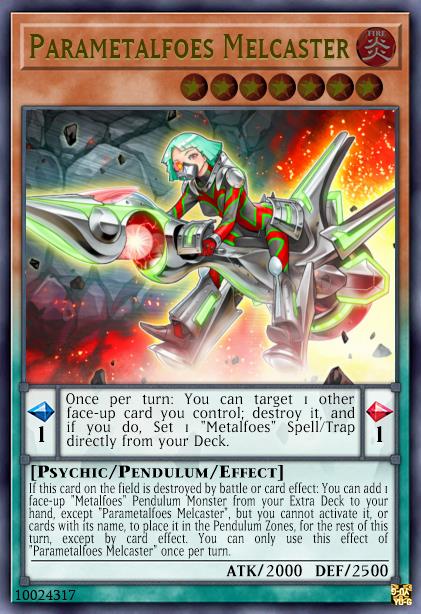 Parametalfoes Melcaster
FIRE
炎
Once per turn: You can target 1 other
face-up card you control; destroy it, and
if you do, Set 1 "Metalfoes" Spell/Trap
directly from your Deck.
1
1
[Psychic/Pendulum/Effect]
If this card on the field is destroyed by battle or card effect: You can add 1
face-up "Metalfoes" Pendulum Monster from your Extra Deck to your
hand, except "Parametalfoes Melcaster", but you cannot activate it, or
cards with its name, to place it in the Pendulum Zones, for the rest of this
turn, except by card effect. You can only use this effect of
"Parametalfoes Melcaster" once per turn.
ATK/2000 DEF/2500
10024317